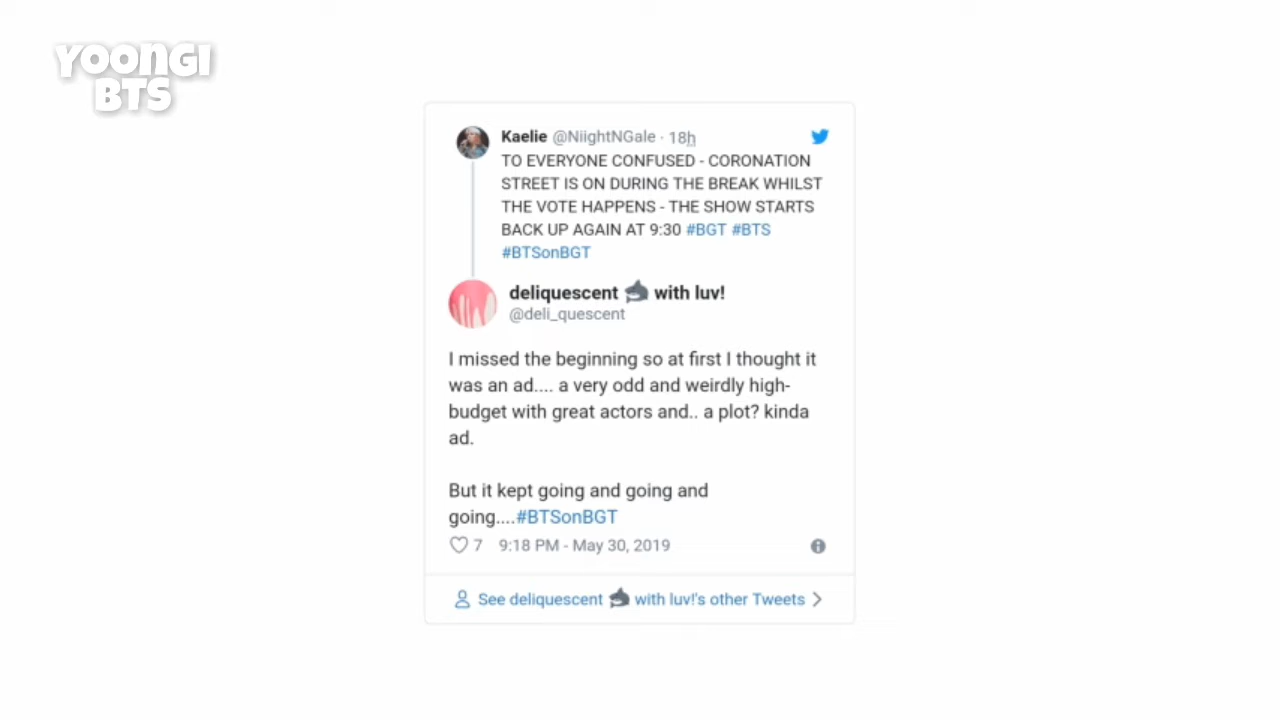 YOONGI
BTS
Kaelie @NiightNGale · 18h
TO EVERYONE CONFUSED - CORONATION
STREET IS ON DURING THE BREAK WHILST
THE VOTE HAPPENS - THE SHOW STARTS
BACK UP AGAIN AT 9:30 #BGT #BTS
#BTSonBGT
deliquescent 🦈 with luv!
@deli_quescent
I missed the beginning so at first I thought it
was an ad.... a very odd and weirdly high-
budget with great actors and.. a plot? kinda
ad.
But it kept going and going and
going....#BTSonBGT
7 9:18 PM - May 30, 2019
See deliquescent 🦈 with luv!'s other Tweets